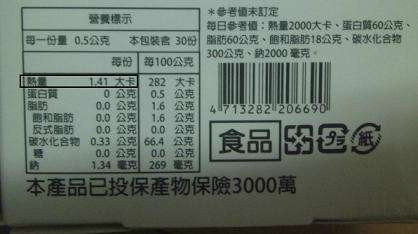 營養標示
每一份量 0.5公克 本包裝含 30份
每份 每100公克
熱量 1.41 大卡 282 大卡
蛋白質 0 公克 0.5 公克
脂肪 0.0 公克 1.6 公克
飽和脂肪 0.0 公克 1.6 公克
反式脂肪 0.0 公克 0.0 公克
碳水化合物 0.33 公克 66.4 公克
糖 0.0 公克 0.0 公克
鈉 1.34 毫克 269 毫克
*參考值未訂定
每日參考值：熱量2000大卡、蛋白質60公克、
脂肪60公克、飽和脂肪18公克、碳水化合物
300公克、鈉2000 毫克。
4 713282 206690
食品 紙
本產品已投保產物保險3000萬